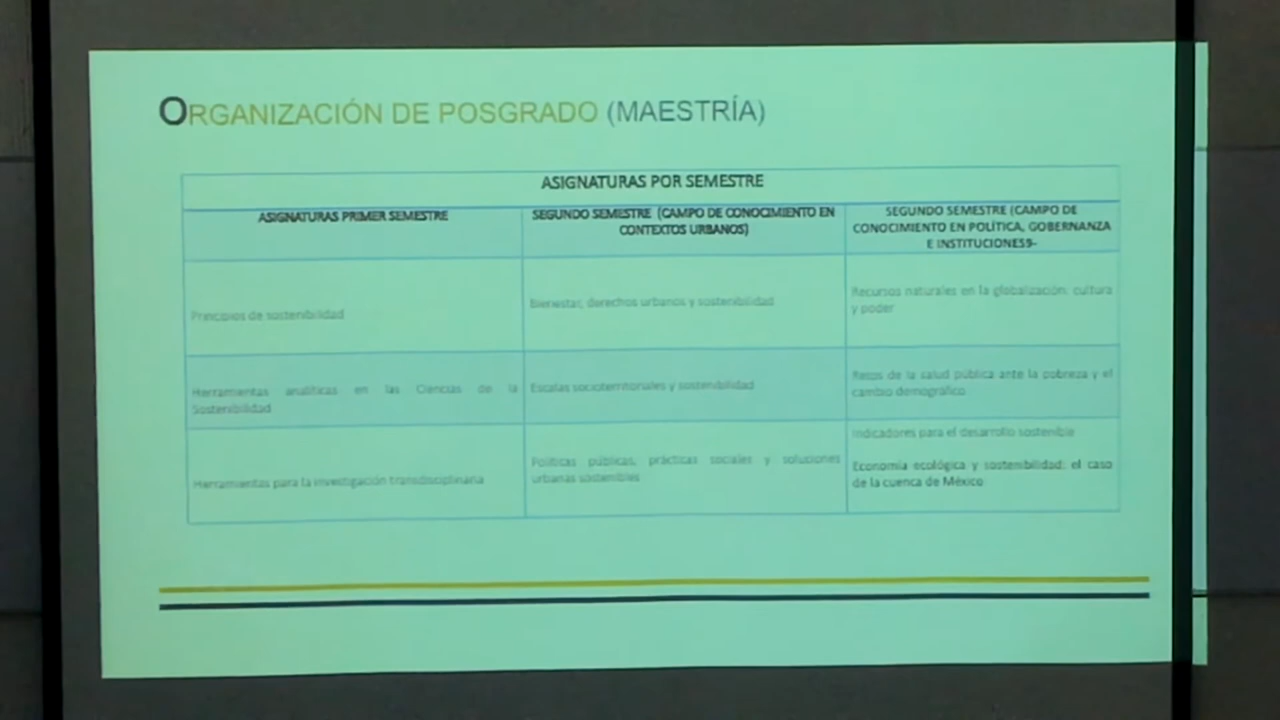 ORGANIZACIÓN DE POSGRADO (MAESTRÍA)
ASIGNATURAS POR SEMESTRE
ASIGNATURAS PRIMER SEMESTRE
SEGUNDO SEMESTRE (CAMPO DE CONOCIMIENTO EN
CONTEXTOS URBANOS)
SEGUNDO SEMESTRE (CAMPO DE
CONOCIMIENTO EN POLÍTICA, GOBERNANZA
E INSTITUCIONES9-
Principios de sostenibilidad
Bienestar, derechos urbanos y sostenibilidad
Recursos naturales en la globalización: cultura
y poder
Herramientas analíticas en las Ciencias de la
Sostenibilidad
Escalas socioterritoriales y sostenibilidad
Retos de la salud pública ante la pobreza y el
cambio demográfico
Herramientas para la investigación transdisciplinaria
Políticas públicas, prácticas sociales y soluciones
urbanas sostenibles
Indicadores para el desarrollo sostenible
Economía ecológica y sostenibilidad: el caso
de la cuenca de México